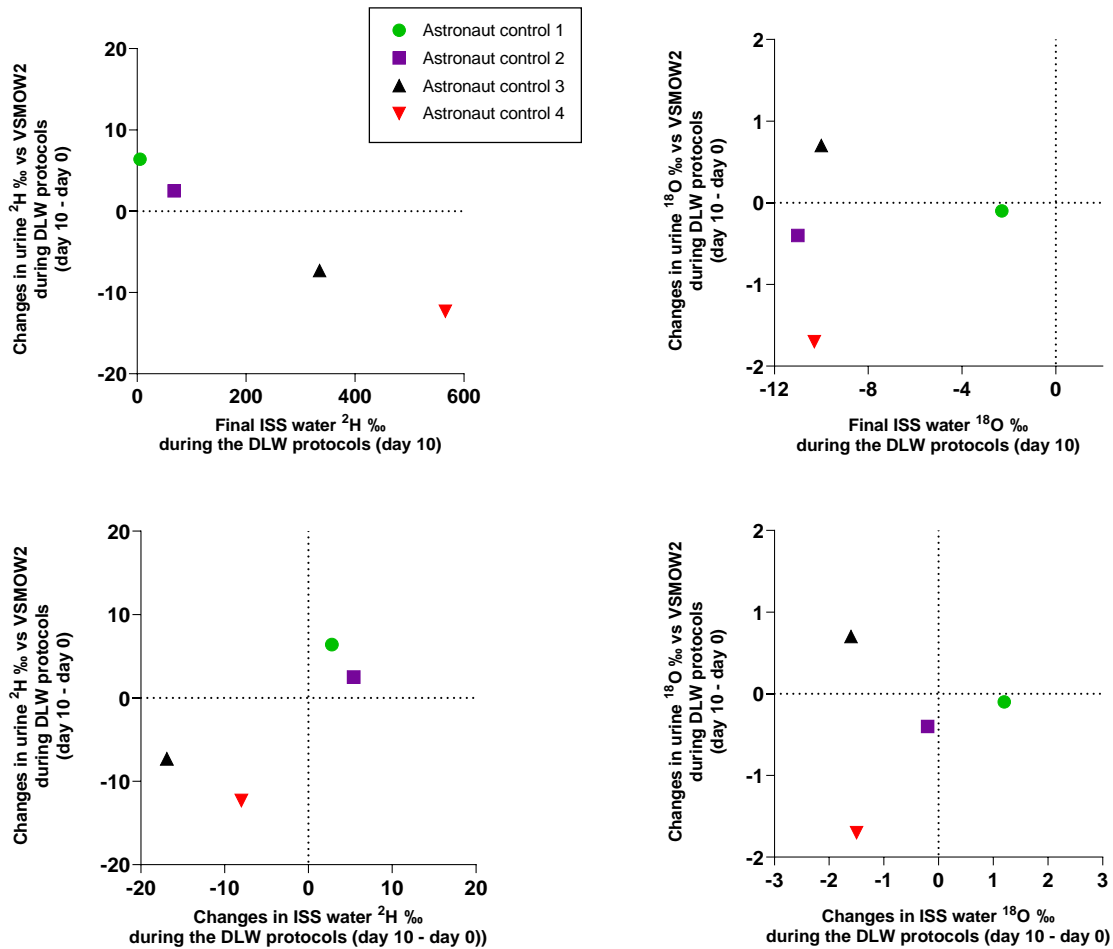 Astronaut control 1
Astronaut control 2
Astronaut control 3
Astronaut control 4
Changes in urine ²H ‰ vs VSMOW2
during DLW protocols
(day 10 - day 0)
20
10
0
-10
-20
0
200
400
600
Final ISS water ²H ‰
during the DLW protocols (day 10)
Changes in urine ¹⁸O ‰ vs VSMOW2
during DLW protocols
(day 10 - day 0)
2
1
0
-1
-2
-12
-8
-4
0
Final ISS water ¹⁸O ‰
during the DLW protocols (day 10)
Changes in urine ²H ‰ vs VSMOW2
during DLW protocols
(day 10 - day 0)
20
10
0
-10
-20
-20
-10
0
10
20
Changes in ISS water ²H ‰
during the DLW protocols (day 10 - day 0))
Changes in urine ¹⁸O ‰ vs VSMOW2
during DLW protocols
(day 10 - day 0)
2
1
0
-1
-2
-3
-2
-1
0
1
2
3
Changes in ISS water ¹⁸O ‰
during the DLW protocols (day 10 - day 0)